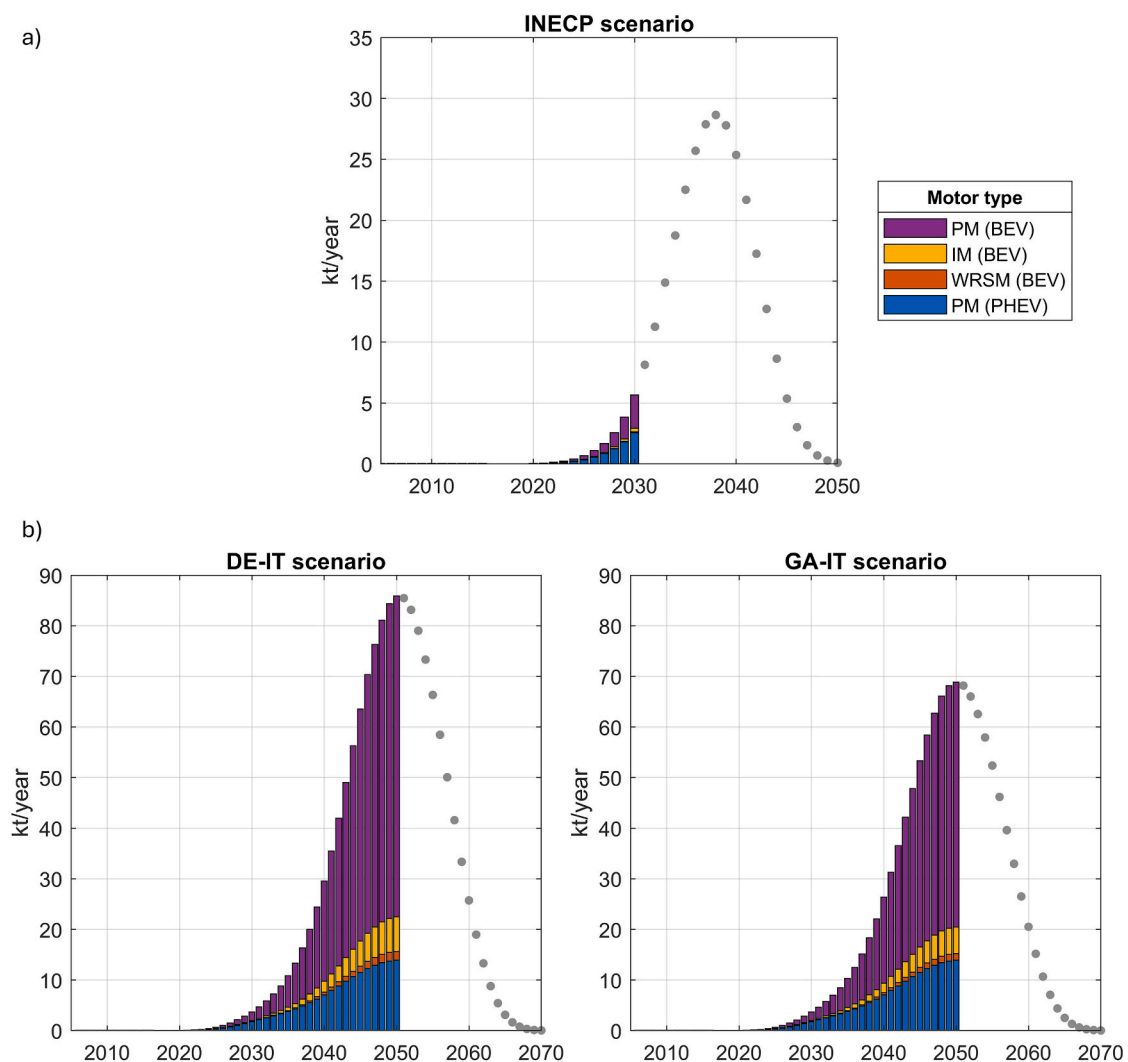 a)
INECP scenario
35
30
25
20
15
10
5
0
kt/year
2010 2020 2030 2040 2050
Motor type
PM (BEV)
IM (BEV)
WRSM (BEV)
PM (PHEV)
b)
DE-IT scenario
90
80
70
60
50
40
30
20
10
0
kt/year
2010 2020 2030 2040 2050 2060 2070
GA-IT scenario
90
80
70
60
50
40
30
20
10
0
kt/year
2010 2020 2030 2040 2050 2060 2070